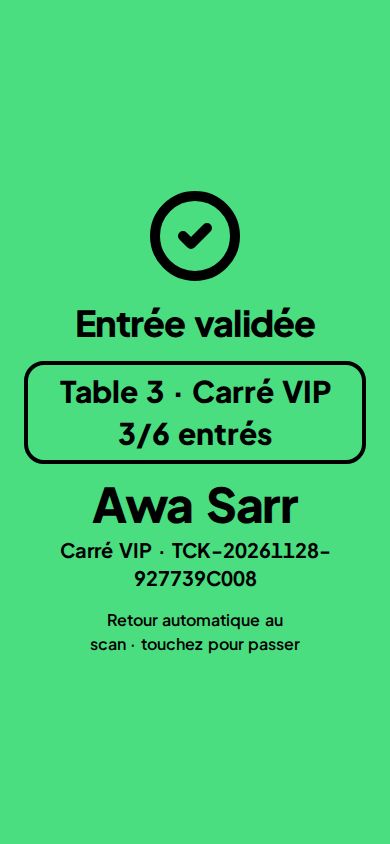 Entrée validée
Table 3 · Carré VIP
3/6 entrés
Awa Sarr
Carré VIP · TCK-20261128-
927739C008
Retour automatique au
scan · touchez pour passer